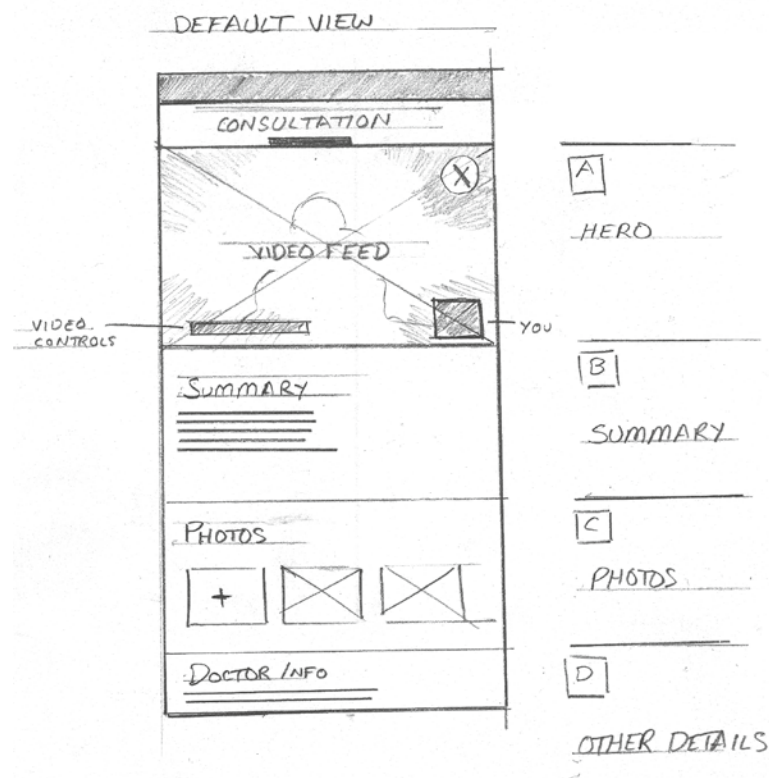 DEFAULT VIEW
CONSULTATION
X
VIDEO FEED
VIDEO
CONTROLS
YOU
SUMMARY
PHOTOS
+
DOCTOR INFO
A
HERO
B
SUMMARY
C
PHOTOS
D
OTHER DETAILS